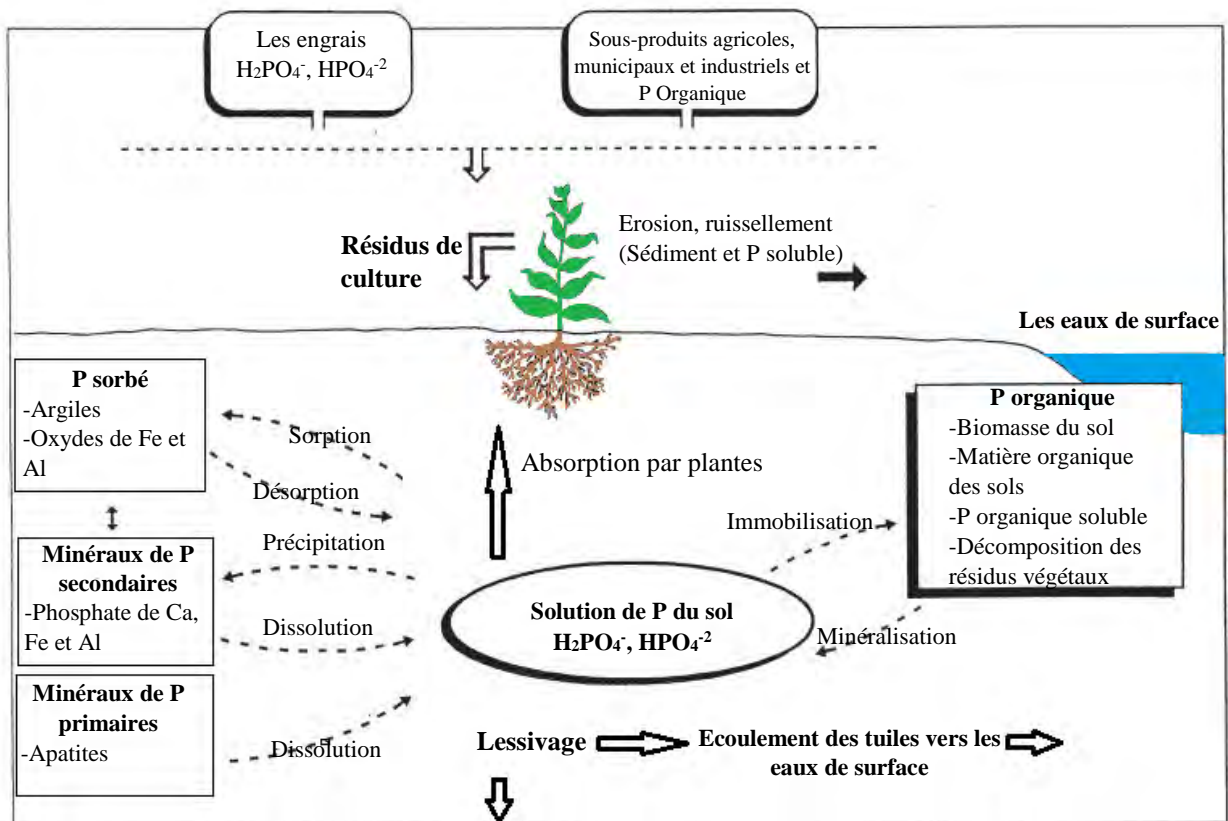 Les engrais
H₂PO₄⁻, HPO₄⁻²
Sous-produits agricoles,
municipaux et industriels et
P Organique
Résidus de
culture
Erosion, ruissellement
(Sédiment et P soluble)
Les eaux de surface
P sorbé
-Argiles
-Oxydes de Fe et
Al
Sorption
Désorption
Absorption par plantes
P organique
-Biomasse du sol
-Matière organique
des sols
-P organique soluble
-Décomposition des
résidus végétaux
Immobilisation
Minéralisation
Minéraux de P
secondaires
-Phosphate de Ca,
Fe et Al
Précipitation
Dissolution
Solution de P du sol
H₂PO₄⁻, HPO₄⁻²
Minéraux de P
primaires
-Apatites
Dissolution
Lessivage
Ecoulement des tuiles vers les
eaux de surface